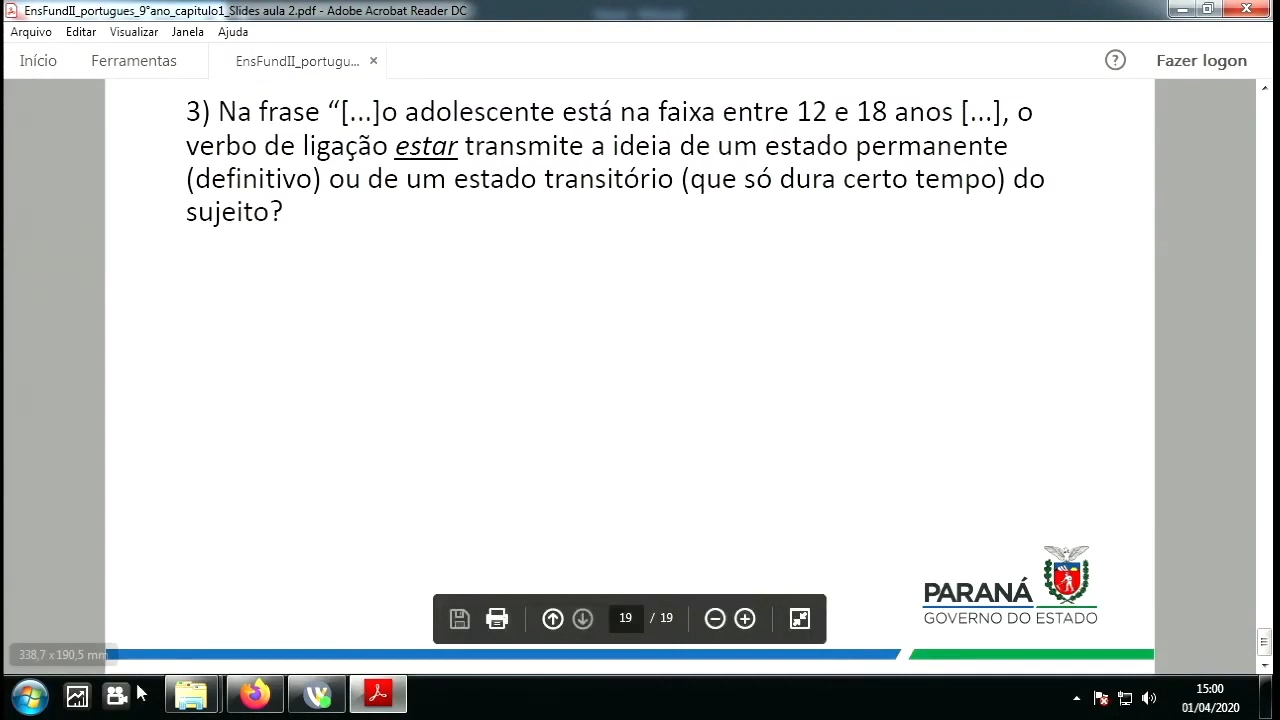 EnsFundII_portugues_9°ano_capitulo1_Slides aula 2.pdf - Adobe Acrobat Reader DC
Arquivo Editar Visualizar Janela Ajuda
Início Ferramentas EnsFundII_portugu... × ? Fazer logon
3) Na frase “[...]o adolescente está na faixa entre 12 e 18 anos [...], o
verbo de ligação estar transmite a ideia de um estado permanente
(definitivo) ou de um estado transitório (que só dura certo tempo) do
sujeito?
PARANÁ
GOVERNO DO ESTADO
19 / 19
338,7 x 190,5 mm
15:00
01/04/2020